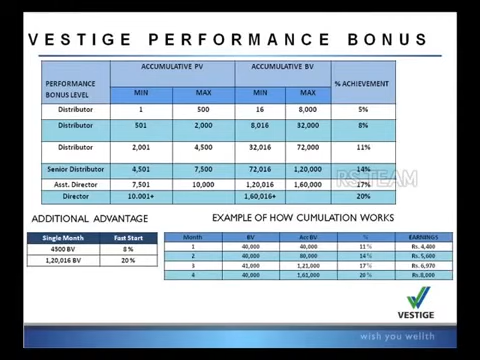 VESTIGE PERFORMANCE BONUS
PERFORMANCE BONUS LEVEL ACCUMULATIVE PV ACCUMULATIVE BV % ACHIEVEMENT
MIN MAX MIN MAX
Distributor 1 500 16 8,000 5%
Distributor 501 2,000 8,016 32,000 8%
Distributor 2,001 4,500 32,016 72,000 11%
Senior Distributor 4,501 7,500 72,016 1,20,000 14%
Asst. Director 7,501 10,000 1,20,016 1,60,000 17%
Director 10.001+ 1,60,016+ 20%
RS TEAM
ADDITIONAL ADVANTAGE
Single Month Fast Start
4500 BV 8 %
1,20,016 BV 20 %
EXAMPLE OF HOW CUMULATION WORKS
Month BV Act BV % EARNINGS
1 40,000 40,000 11 % Rs. 4,400
2 40,000 80,000 14 % Rs. 5,600
3 41,000 1,21,000 17 % Rs. 6,970
4 40,000 1,61,000 20 % Rs.8,000
VESTIGE
wish you wellth